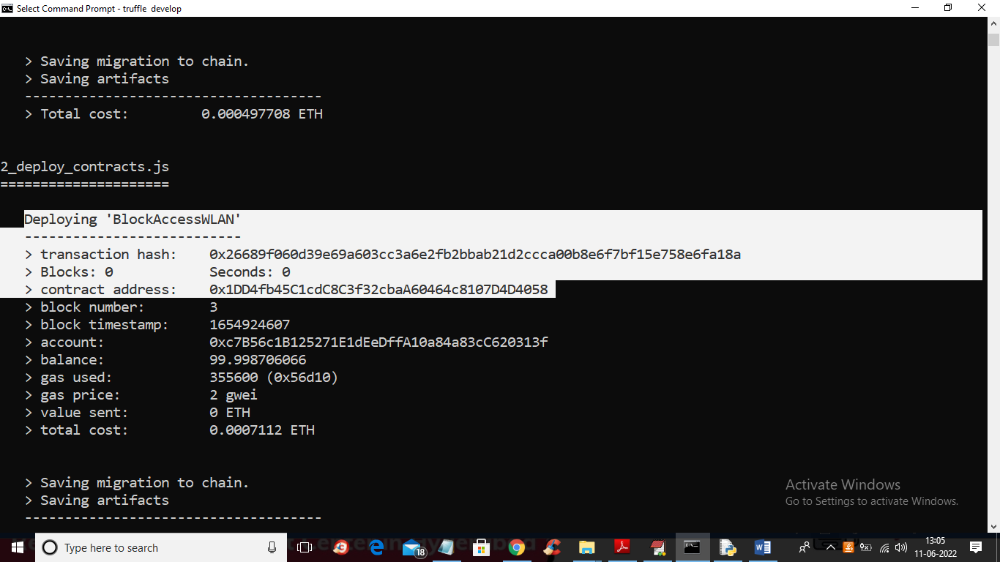 Select Command Prompt - truffle  develop
> Saving migration to chain.
> Saving artifacts
-------------------------------------
> Total cost:         0.000497708 ETH
2_deploy_contracts.js
=====================
Deploying 'BlockAccessWLAN'
---------------------------
> transaction hash:    0x26689f060d39e69a603cc3a6e2fb2bbab21d2ccca00b8e6f7bf15e758e6fa18a
> Blocks: 0            Seconds: 0
> contract address:    0x1DD4fb45C1cdC8C3f32cbaA60464c8107D4D4058
> block number:        3
> block timestamp:     1654924607
> account:             0xc7B56c1B125271E1dEeDffA10a84a83cC620313f
> balance:             99.998706066
> gas used:            355600 (0x56d10)
> gas price:           2 gwei
> value sent:          0 ETH
> total cost:          0.0007112 ETH
> Saving migration to chain.
> Saving artifacts
-------------------------------------
Activate Windows
Go to Settings to activate Windows.
Type here to search
18
13:05
11-06-2022